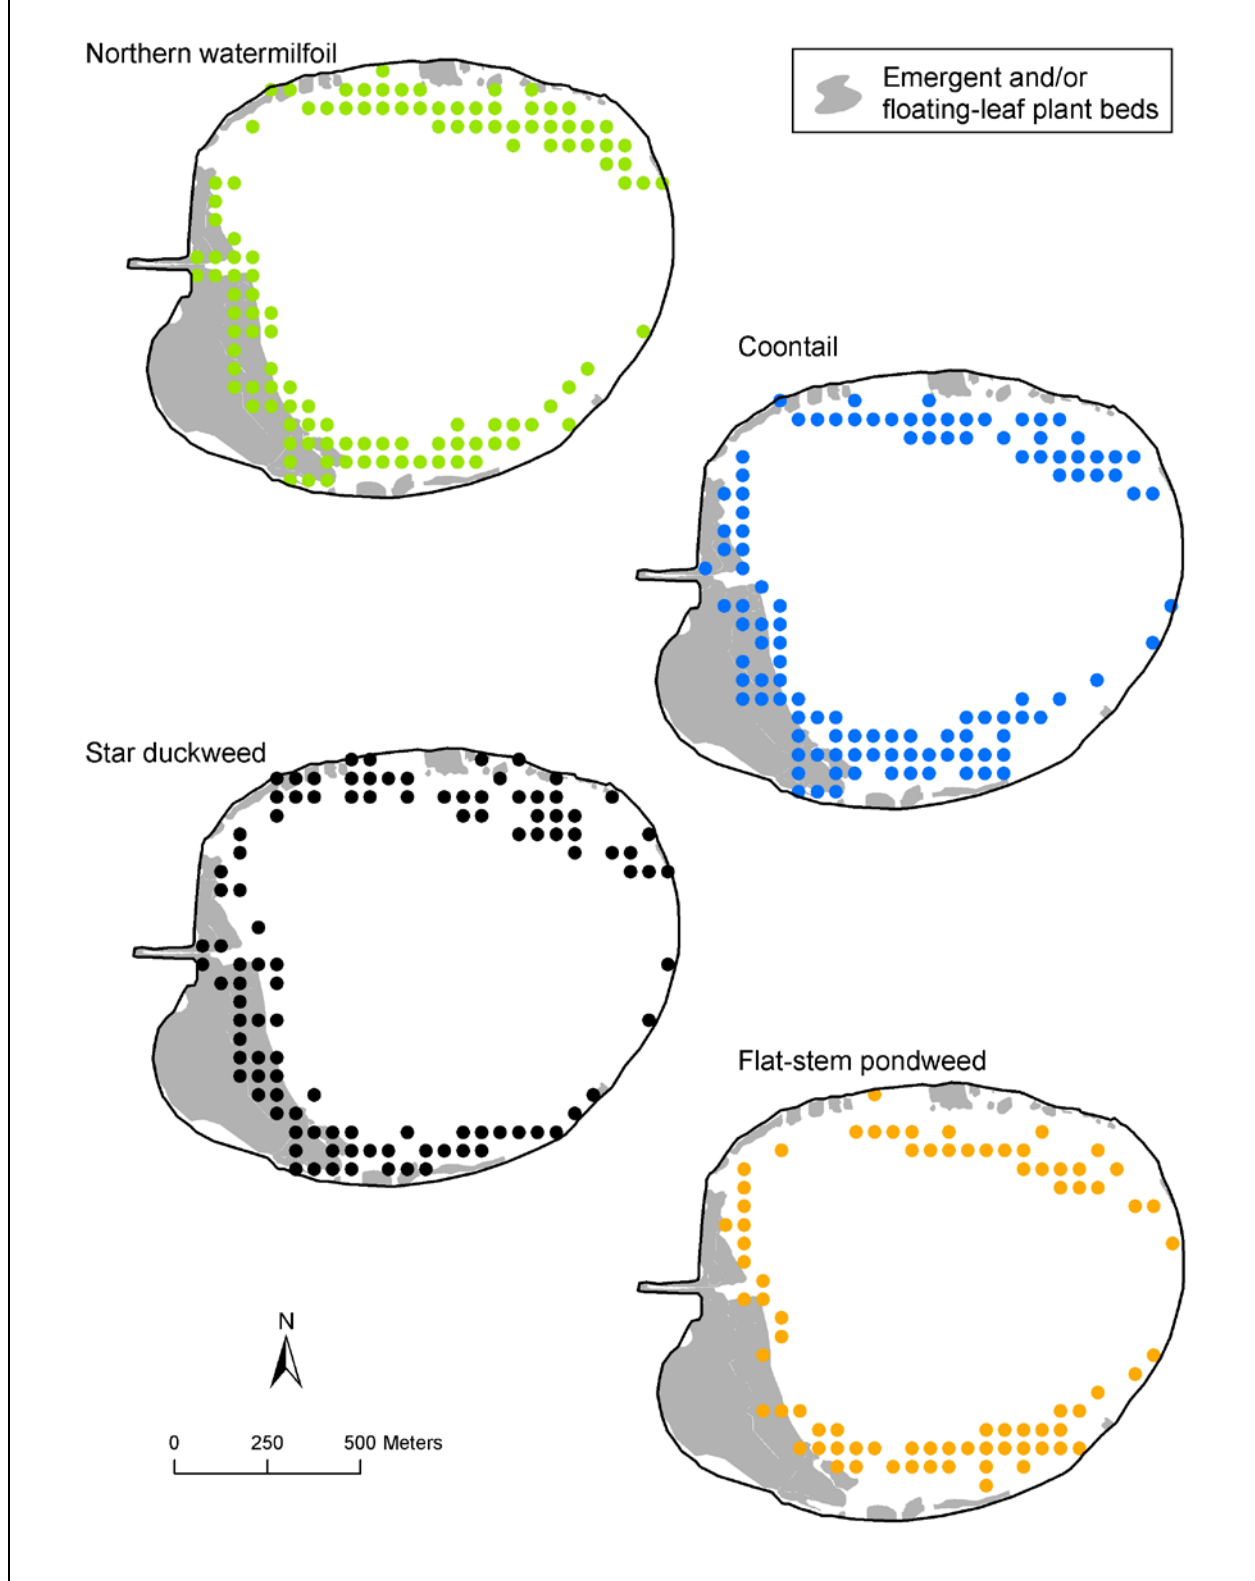 Northern watermilfoil
Emergent and/or
floating-leaf plant beds
Coontail
Star duckweed
Flat-stem pondweed
N
0 250 500 Meters